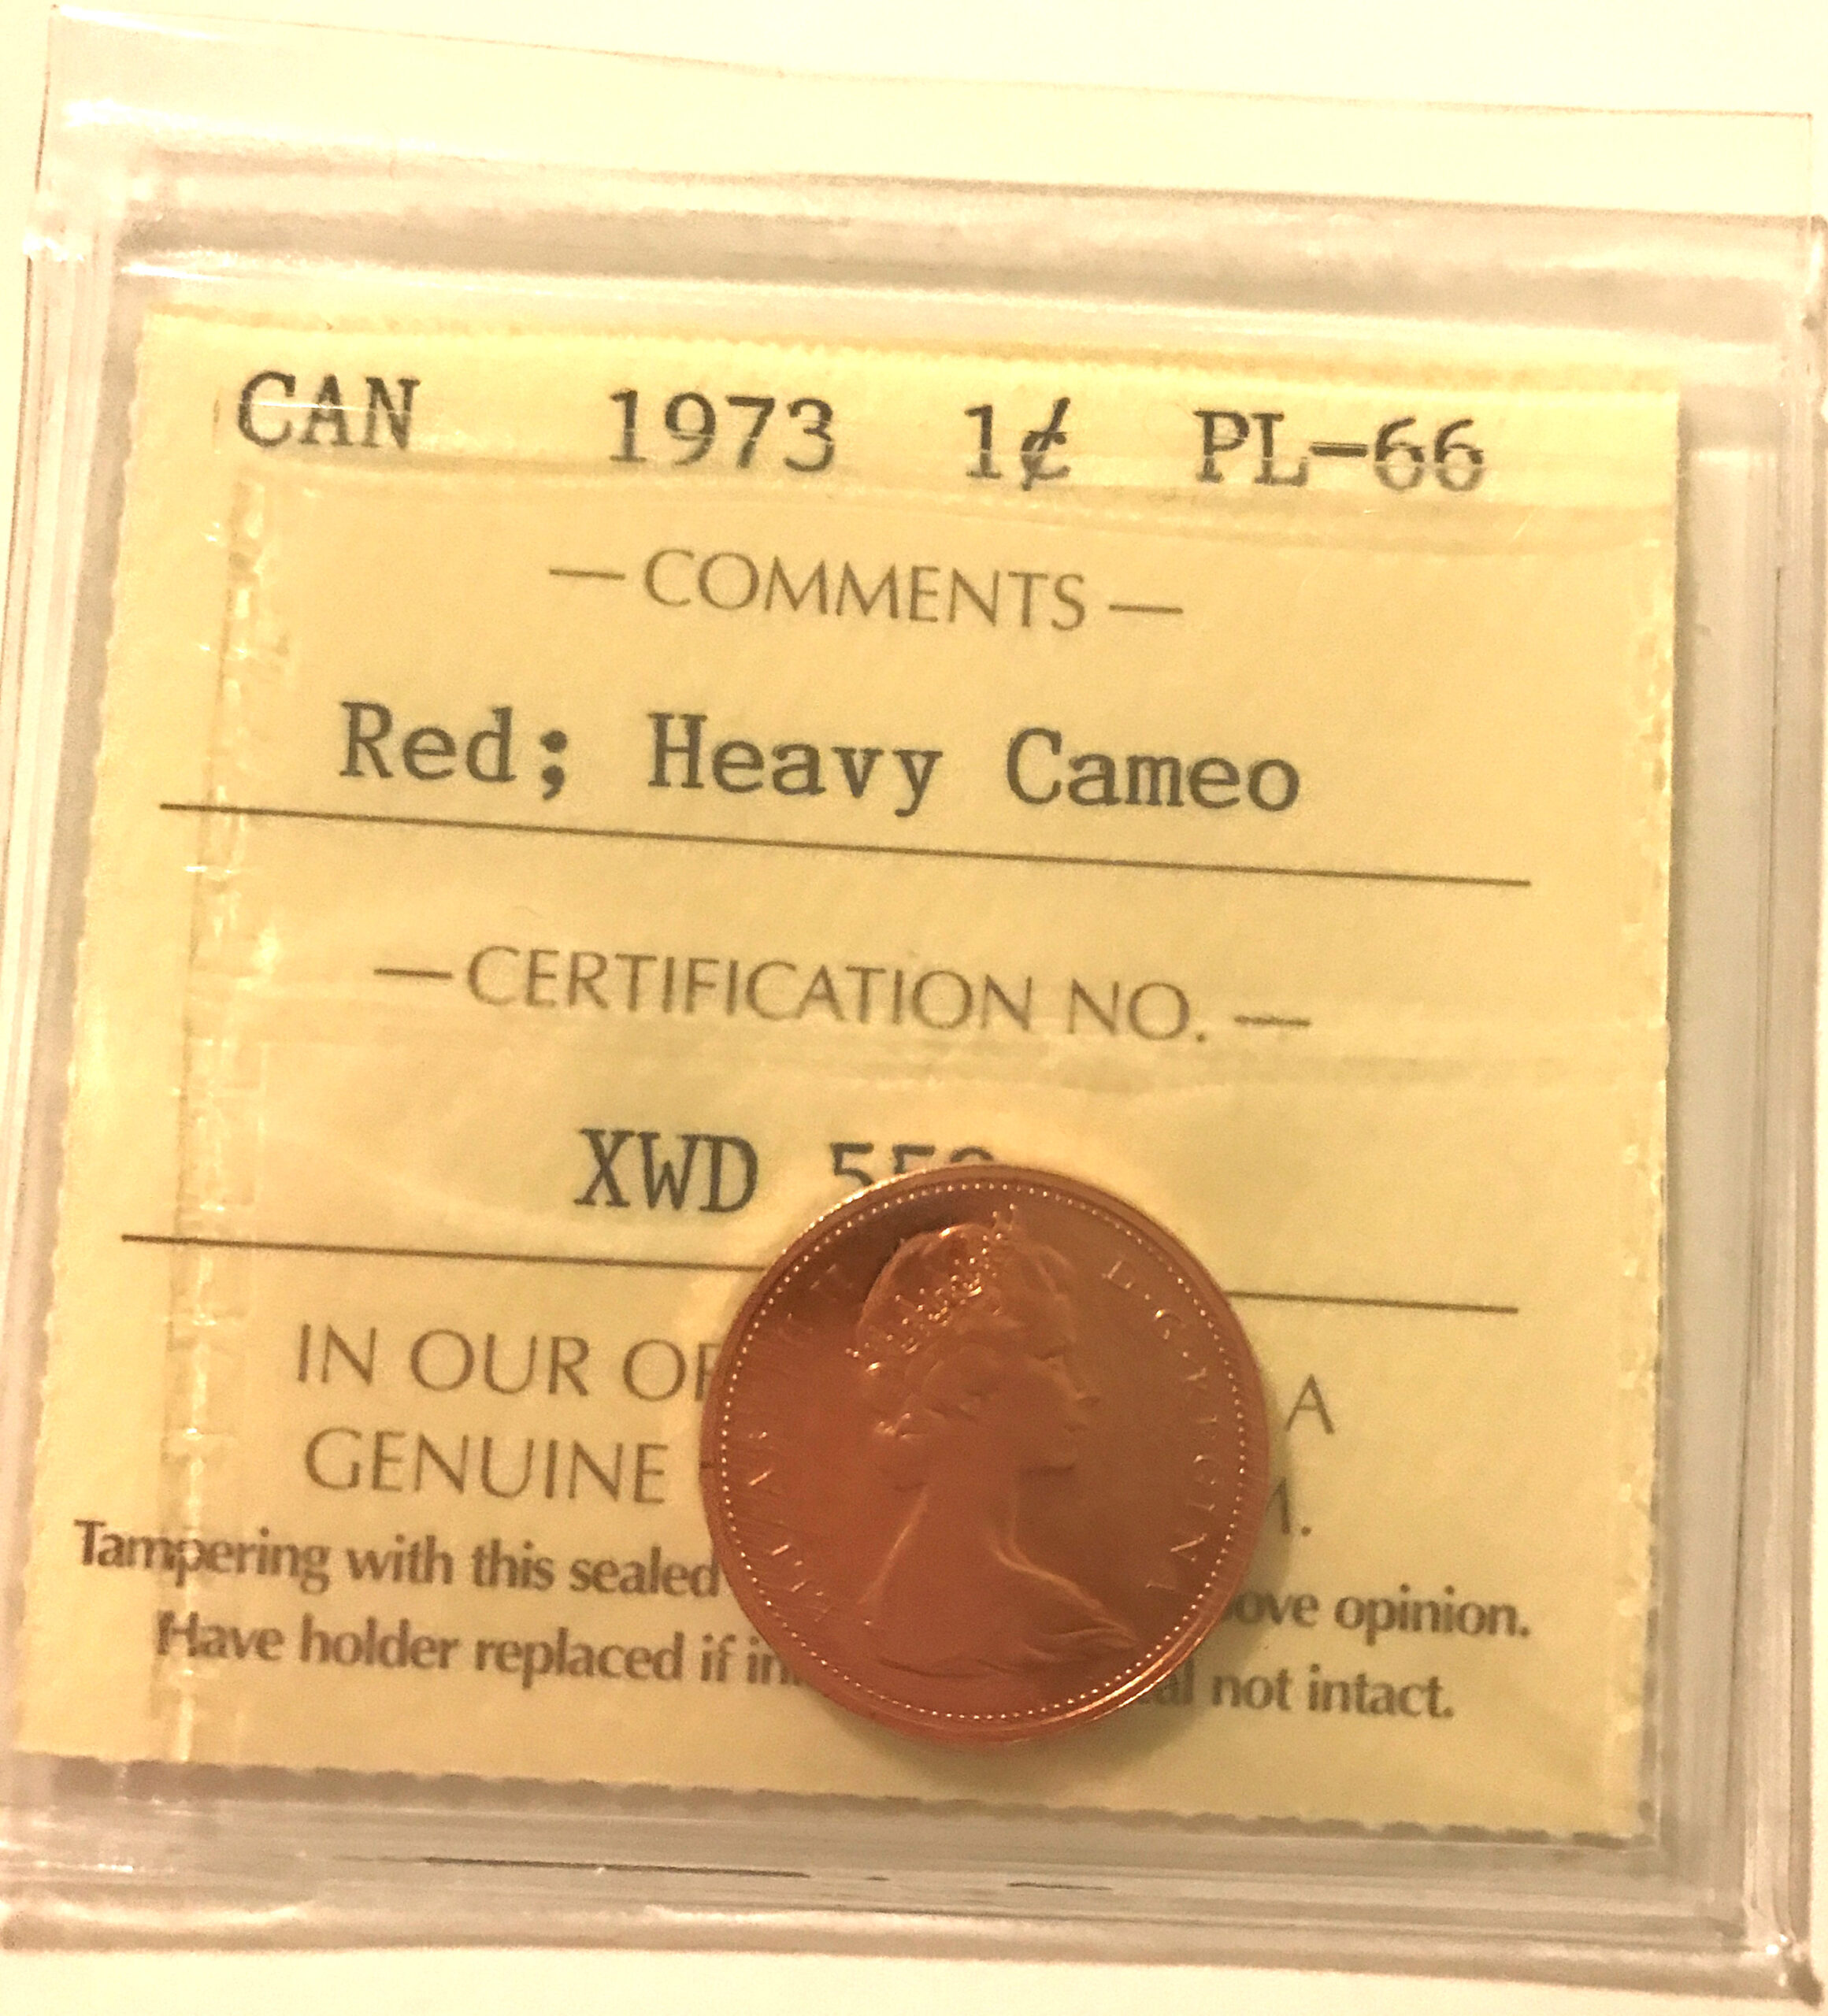 CAN 1973 1¢ PL-66
— COMMENTS —
Red; Heavy Cameo
— CERTIFICATION NO. —
XWD
IN OUR A
GENUINE
Tampering with this sealed opinion.
Have holder replaced if not intact.
D·G·REGINA